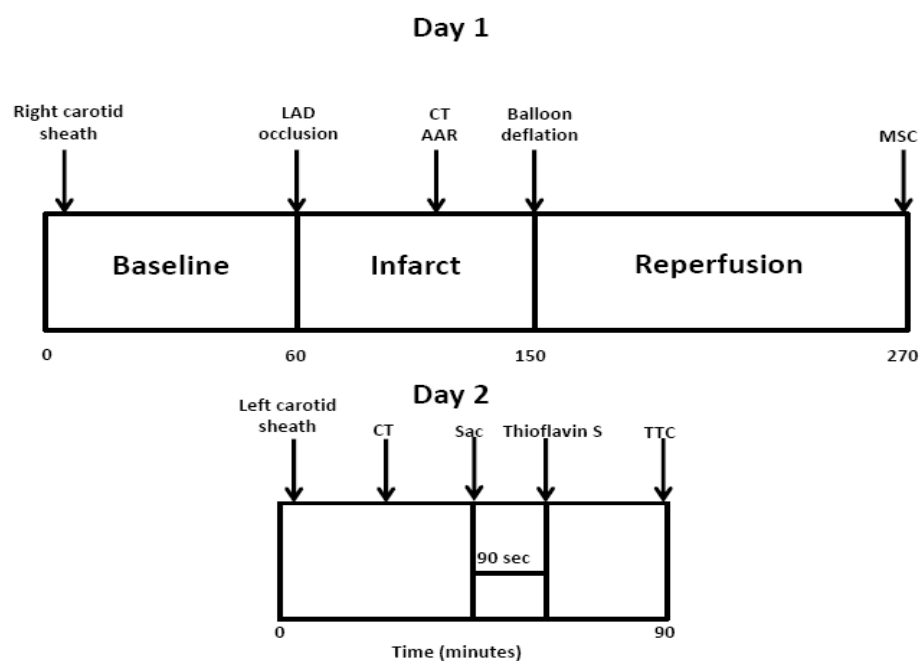 Day 1
Right carotid
sheath
LAD
occlusion
CT
AAR
Balloon
deflation
MSC
Baseline
Infarct
Reperfusion
0
60
150
270
Day 2
Left carotid
sheath
CT
Sac
Thioflavin S
TTC
90 sec
0
90
Time (minutes)